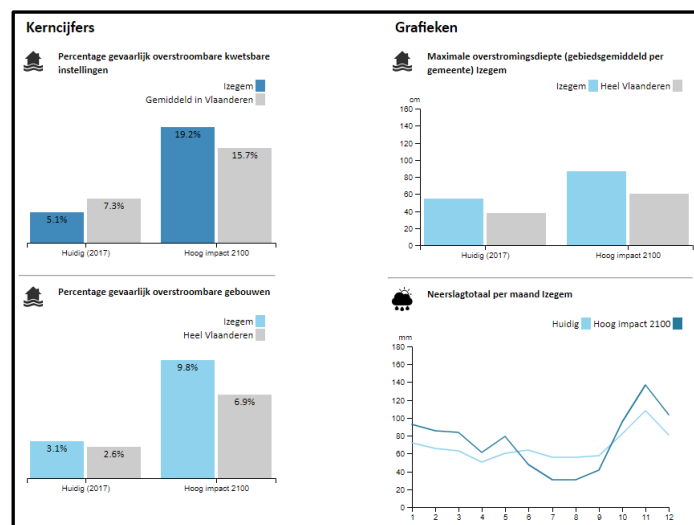 Kerncijfers
Percentage gevaarlijk overstroombare kwetsbare
instellingen
Izegem
Gemiddeld in Vlaanderen
5.1%
7.3%
19.2%
15.7%
Huidig (2017)
Hoog impact 2100
Percentage gevaarlijk overstroombare gebouwen
Izegem
Heel Vlaanderen
3.1%
2.6%
9.8%
6.9%
Huidig (2017)
Hoog impact 2100
Grafieken
Maximale overstromingsdiepte (gebiedsgemiddeld per
gemeente) Izegem
Izegem Heel Vlaanderen
cm
160
140
120
100
80
60
40
20
0
Huidig (2017)
Hoog impact 2100
Neerslagtotaal per maand Izegem
Huidig Hoog impact 2100
mm
180
160
140
120
100
80
60
40
20
0
1 2 3 4 5 6 7 8 9 10 11 12